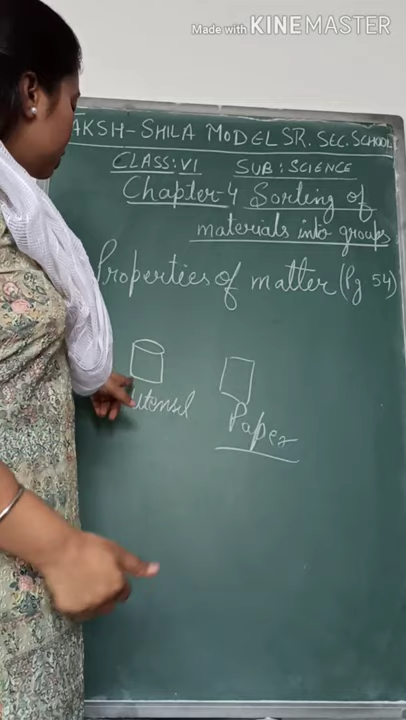 Made with KINEMASTER
AKSH-SHILA MODEL SR. SEC. SCHOOL
CLASS: VI SUB: SCIENCE
Chapter-4 Sorting of
materials into groups
Properties of matter (Pg 54)
utensil
Paper